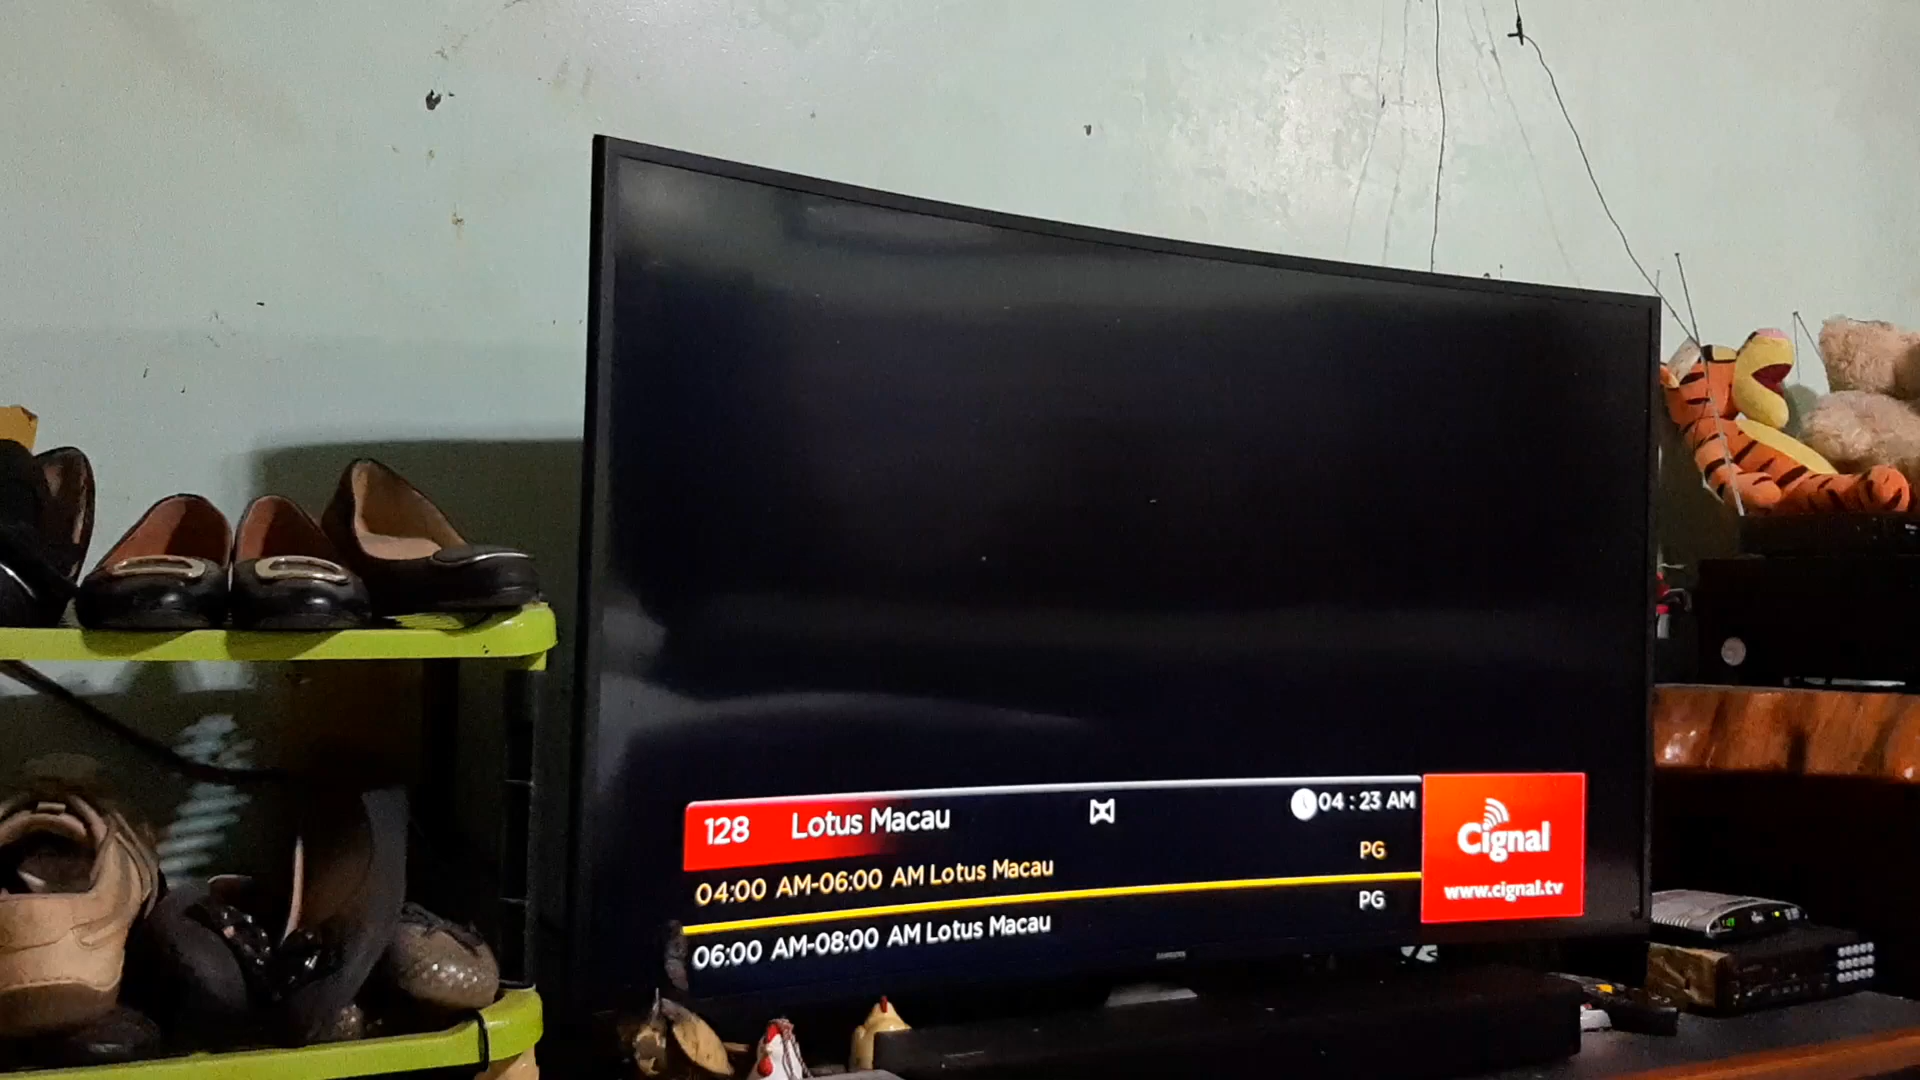 128 Lotus Macau 04 : 23 AM
04:00 AM-06:00 AM Lotus Macau PG
06:00 AM-08:00 AM Lotus Macau PG
Cignal
www.cignal.tv
SAMSUNG